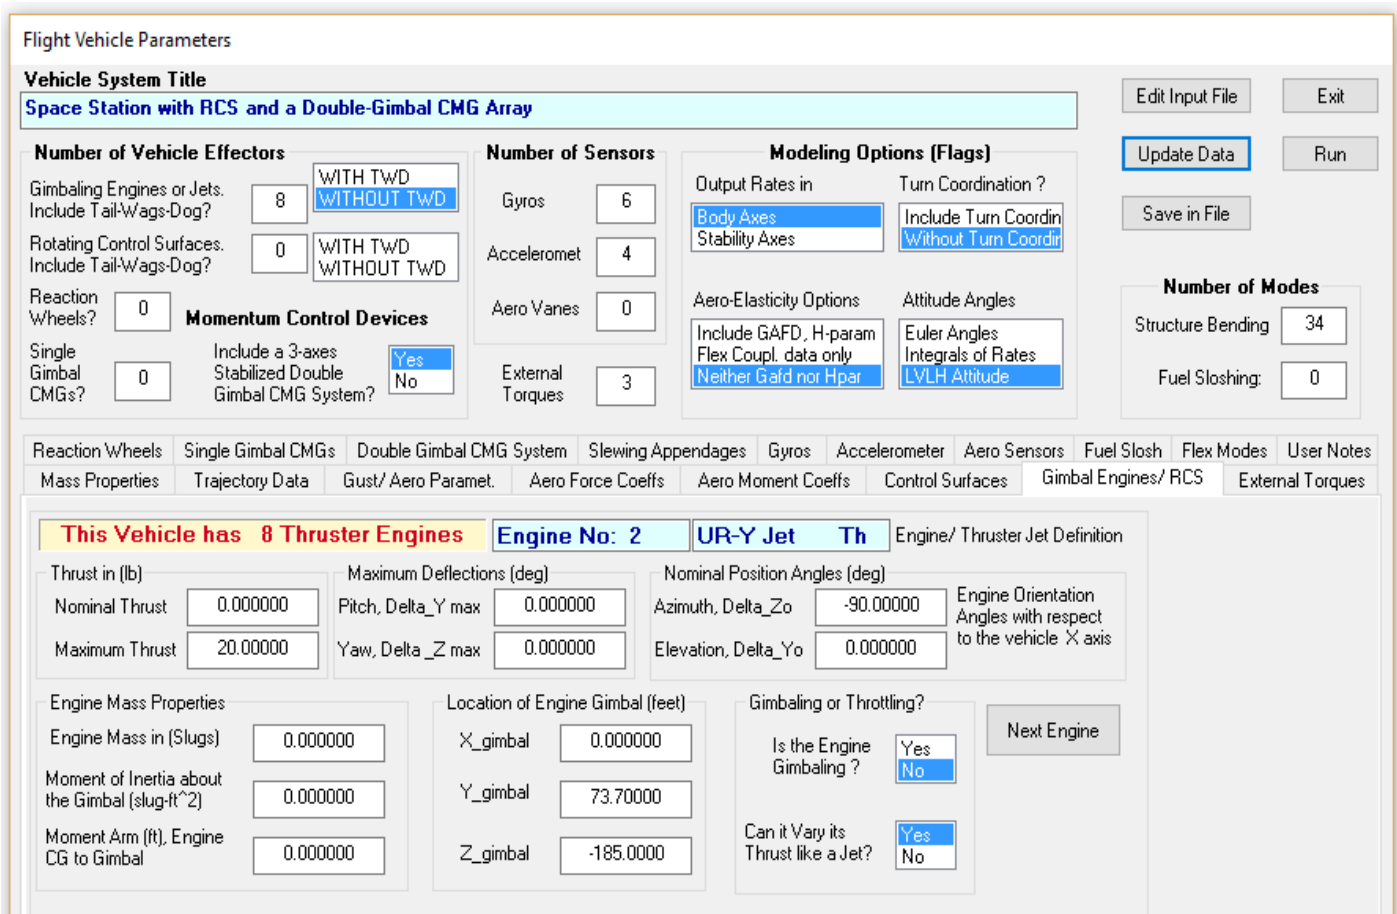 Flight Vehicle Parameters
Vehicle System Title
Space Station with RCS and a Double-Gimbal CMG Array
Edit Input File
Exit
Update Data
Run
Save in File
Number of Vehicle Effectors
Gimbaling Engines or Jets.
Include Tail-Wags-Dog?
8
WITH TWD
WITHOUT TWD
Rotating Control Surfaces.
Include Tail-Wags-Dog?
0
WITH TWD
WITHOUT TWD
Reaction
Wheels?
0
Momentum Control Devices
Single
Gimbal
CMGs?
0
Include a 3-axes
Stabilized Double
Gimbal CMG System?
Yes
No
Number of Sensors
Gyros
6
Acceleromet
4
Aero Vanes
0
External
Torques
3
Modeling Options (Flags)
Output Rates in
Body Axes
Stability Axes
Turn Coordination ?
Include Turn Coordin
Without Turn Coordir
Aero-Elasticity Options
Include GAFD, H-param
Flex Coupl. data only
Neither Gafd nor Hpar
Attitude Angles
Euler Angles
Integrals of Rates
LVLH Attitude
Number of Modes
Structure Bending
34
Fuel Sloshing:
0
Reaction Wheels Single Gimbal CMGs Double Gimbal CMG System Slewing Appendages Gyros Accelerometer Aero Sensors Fuel Slosh Flex Modes User Notes
Mass Properties Trajectory Data Gust/ Aero Paramet. Aero Force Coeffs Aero Moment Coeffs Control Surfaces Gimbal Engines/ RCS External Torques
This Vehicle has 8 Thruster Engines
Engine No: 2
UR-Y Jet Th
Engine/ Thruster Jet Definition
Thrust in (lb)
Nominal Thrust 0.000000
Maximum Thrust 20.00000
Maximum Deflections (deg)
Pitch, Delta_Y max 0.000000
Yaw, Delta _Z max 0.000000
Nominal Position Angles (deg)
Azimuth, Delta_Zo -90.00000
Elevation, Delta_Yo 0.000000
Engine Orientation
Angles with respect
to the vehicle X axis
Engine Mass Properties
Engine Mass in (Slugs) 0.000000
Moment of Inertia about
the Gimbal (slug-ft^2)
0.000000
Moment Arm (ft), Engine
CG to Gimbal
0.000000
Location of Engine Gimbal (feet)
X_gimbal 0.000000
Y_gimbal 73.70000
Z_gimbal -185.0000
Gimbaling or Throttling?
Is the Engine
Gimbaling ?
Yes
No
Can it Vary its
Thrust like a Jet?
Yes
No
Next Engine